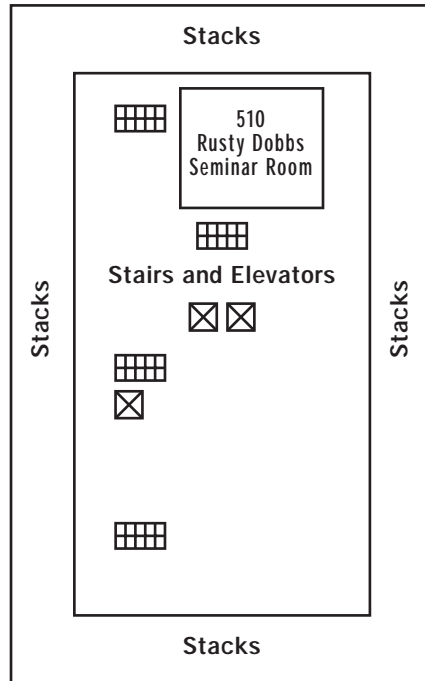 Stacks
510
Rusty Dobbs
Seminar Room
Stairs and Elevators
Stacks
Stacks
Stacks